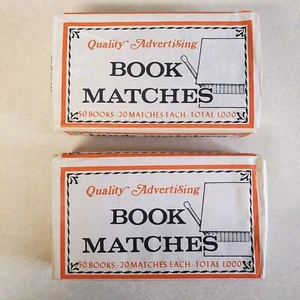 Quality Advertising
BOOK
MATCHES
50 BOOKS - 20 MATCHES EACH - TOTAL 1,000
Quality Advertising
BOOK
MATCHES
50 BOOKS - 20 MATCHES EACH - TOTAL 1,000